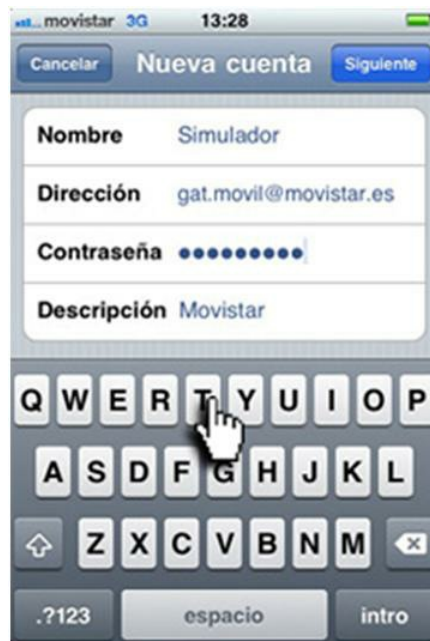 movistar 3G 13:28
Cancelar Nueva cuenta Siguiente
Nombre Simulador
Dirección gat.movil@movistar.es
Contraseña •••••••••
Descripción Movistar
Q W E R T Y U I O P
A S D F G H J K L
Z X C V B N M
.?123 espacio intro